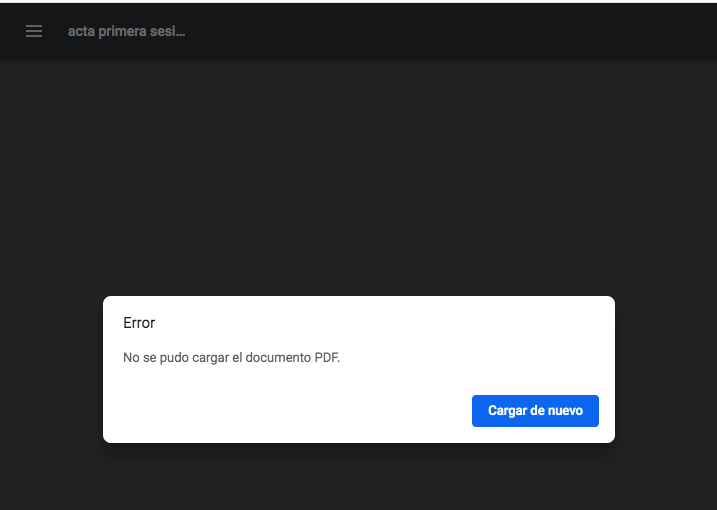 acta primera sesi...
Error
No se pudo cargar el documento PDF.
Cargar de nuevo